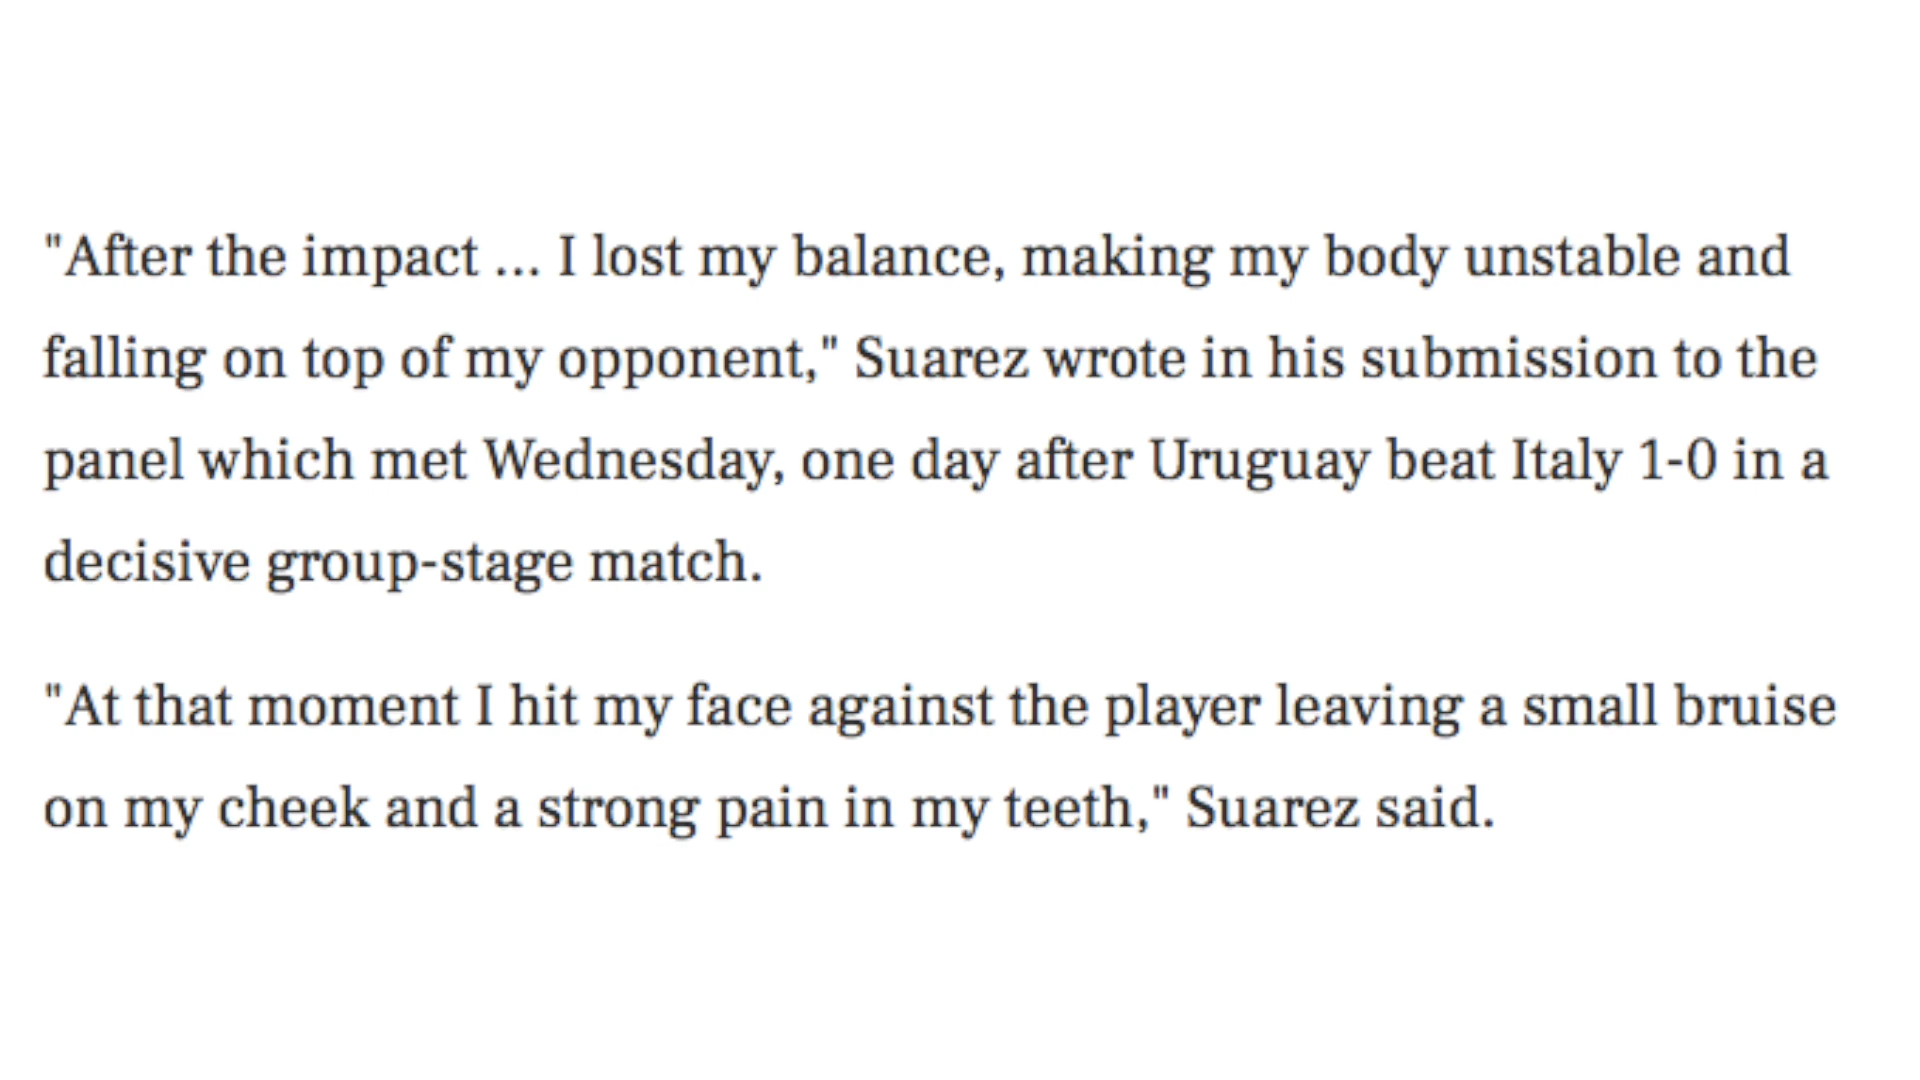 "After the impact ... I lost my balance, making my body unstable and
falling on top of my opponent," Suarez wrote in his submission to the
panel which met Wednesday, one day after Uruguay beat Italy 1-0 in a
decisive group-stage match.
"At that moment I hit my face against the player leaving a small bruise
on my cheek and a strong pain in my teeth," Suarez said.